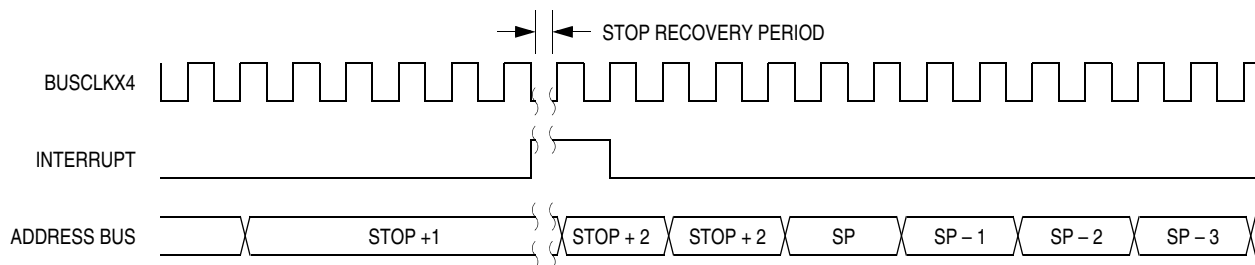 STOP RECOVERY PERIOD
BUSCLKX4
INTERRUPT
ADDRESS BUS STOP +1 STOP + 2 STOP + 2 SP SP – 1 SP – 2 SP – 3